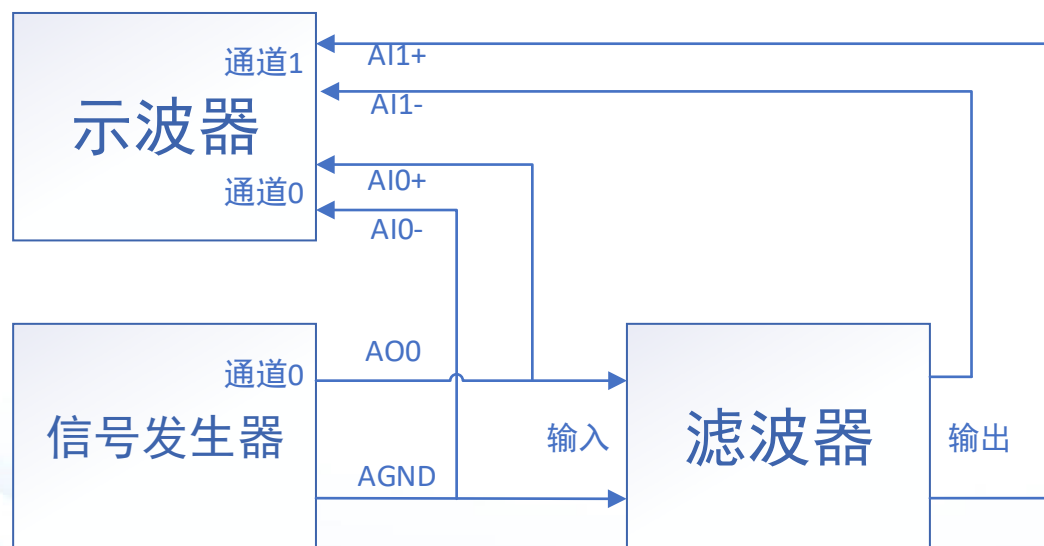 通道1
AI1+
AI1-
示波器
AI0+
通道0
AI0-
AO0
通道0
信号发生器
输入
滤波器
输出
AGND